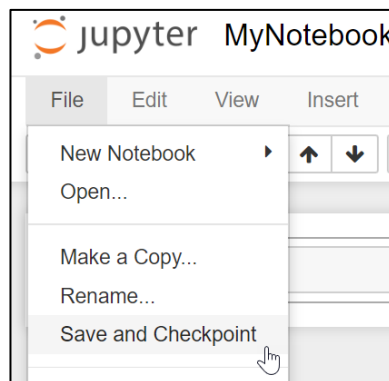 jupyter MyNotebook
File Edit View Insert
New Notebook
Open...
Make a Copy...
Rename...
Save and Checkpoint